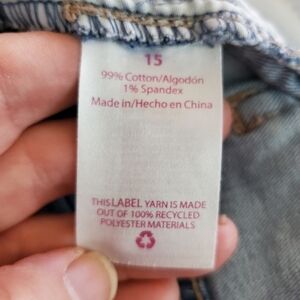 15
99% Cotton/Algodón
1% Spandex
Made in/Hecho en China
THIS LABEL YARN IS MADE
OUT OF 100% RECYCLED
POLYESTER MATERIALS